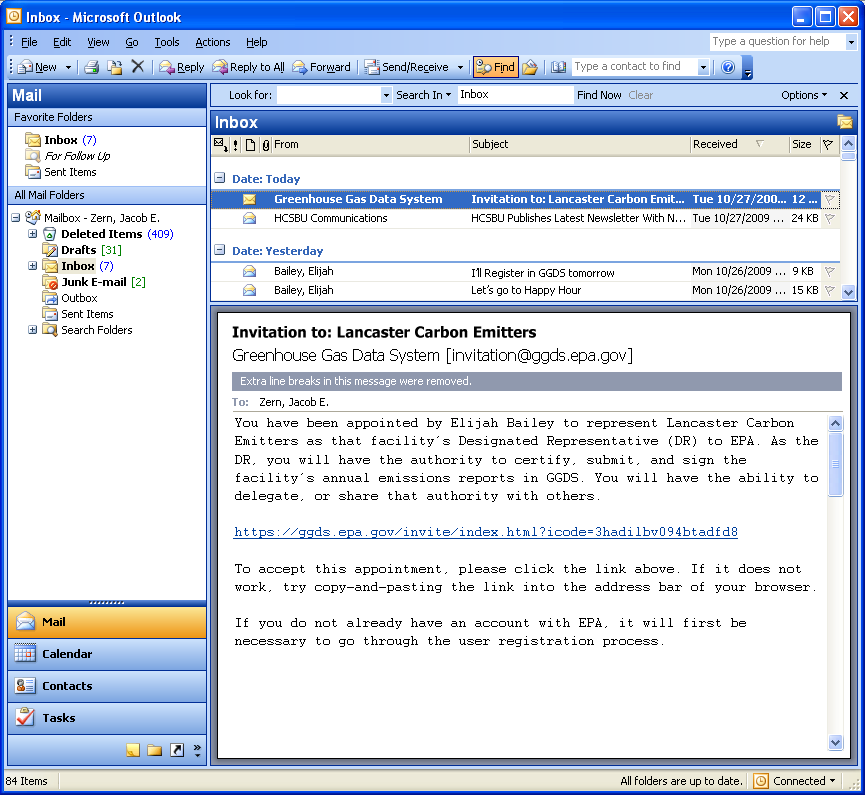 Inbox - Microsoft Outlook
File Edit View Go Tools Actions Help
Type a question for help
New Reply Reply to All Forward Send/Receive Find Type a contact to find
Mail
Look for: Search In Inbox Find Now Clear Options
Favorite Folders
Inbox (7)
For Follow Up
Sent Items
All Mail Folders
Mailbox - Zern, Jacob E.
Deleted Items (409)
Drafts [31]
Inbox (7)
Junk E-mail [2]
Outbox
Sent Items
Search Folders
Mail
Calendar
Contacts
Tasks
Inbox
From Subject Received Size
Date: Today
Greenhouse Gas Data System Invitation to: Lancaster Carbon Emit... Tue 10/27/200... 12 ...
HCSBU Communications HCSBU Publishes Latest Newsletter With N... Tue 10/27/2009 ... 24 KB
Date: Yesterday
Bailey, Elijah I'll Register in GGDS tomorrow Mon 10/26/2009 ... 9 KB
Bailey, Elijah Let's go to Happy Hour Mon 10/26/2009 ... 15 KB
Invitation to: Lancaster Carbon Emitters
Greenhouse Gas Data System [invitation@ggds.epa.gov]
Extra line breaks in this message were removed.
To: Zern, Jacob E.
You have been appointed by Elijah Bailey to represent Lancaster Carbon
Emitters as that facility´s Designated Representative (DR) to EPA. As the
DR, you will have the authority to certify, submit, and sign the
facility´s annual emissions reports in GGDS. You will have the ability to
delegate, or share that authority with others.
https://ggds.epa.gov/invite/index.html?icode=3hadilbv094btadfd8
To accept this appointment, please click the link above. If it does not
work, try copy-and-pasting the link into the address bar of your browser.
If you do not already have an account with EPA, it will first be
necessary to go through the user registration process.
84 Items
All folders are up to date. Connected